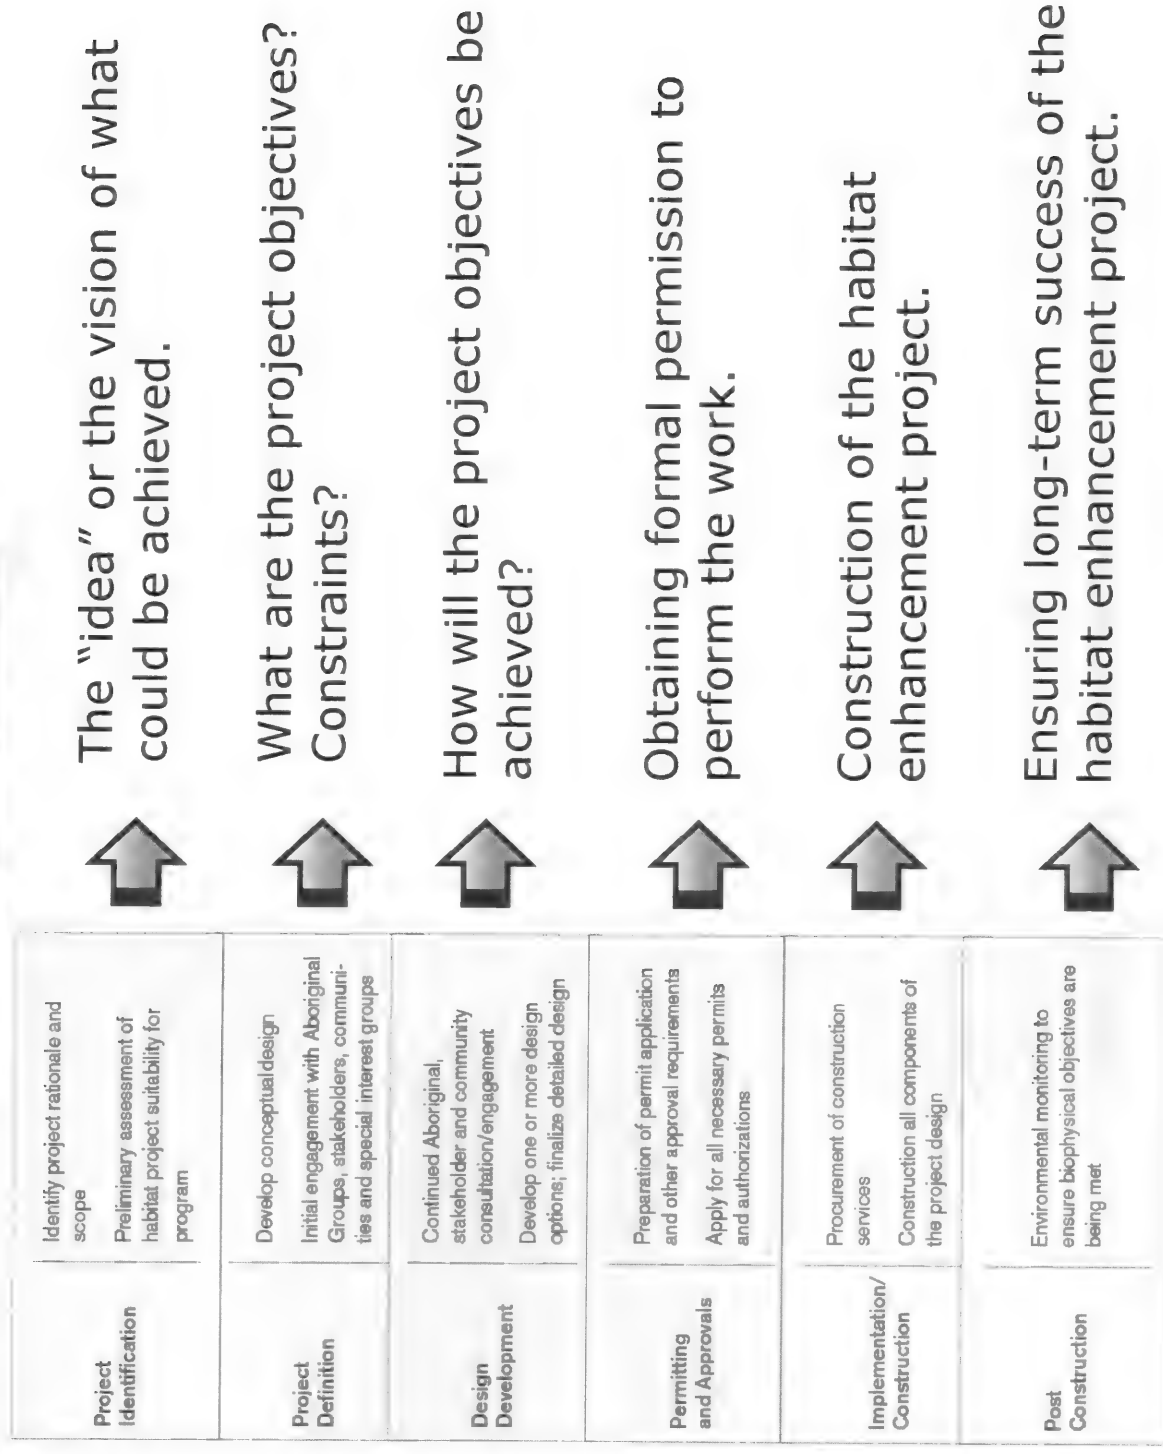 Project
Identification
Identify project rationale and
scope
Preliminary assessment of
habitat project suitability for
program
The “idea” or the vision of what
could be achieved.
Project
Definition
Develop conceptual design
Initial engagement with Aboriginal
Groups, stakeholders, communi-
ties and special interest groups
What are the project objectives?
Constraints?
Design
Development
Continued Aboriginal,
stakeholder and community
consultation/engagement
Develop one or more design
options; finalize detailed design
How will the project objectives be
achieved?
Permitting
and Approvals
Preparation of permit application
and other approval requirements
Apply for all necessary permits
and authorizations
Obtaining formal permission to
perform the work.
Implementation/
Construction
Procurement of construction
services
Construction all components of
the project design
Construction of the habitat
enhancement project.
Post
Construction
Environmental monitoring to
ensure biophysical objectives are
being met
Ensuring long-term success of the
habitat enhancement project.